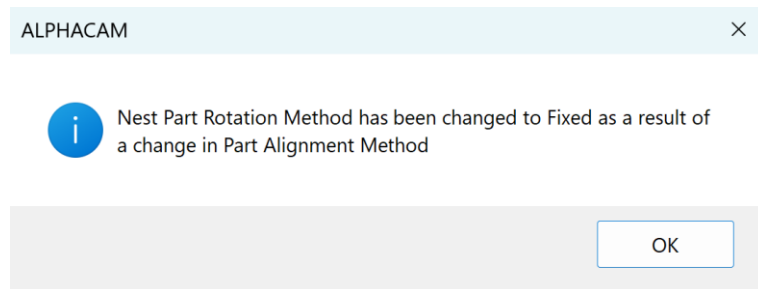 ALPHACAM
Nest Part Rotation Method has been changed to Fixed as a result of
a change in Part Alignment Method
OK